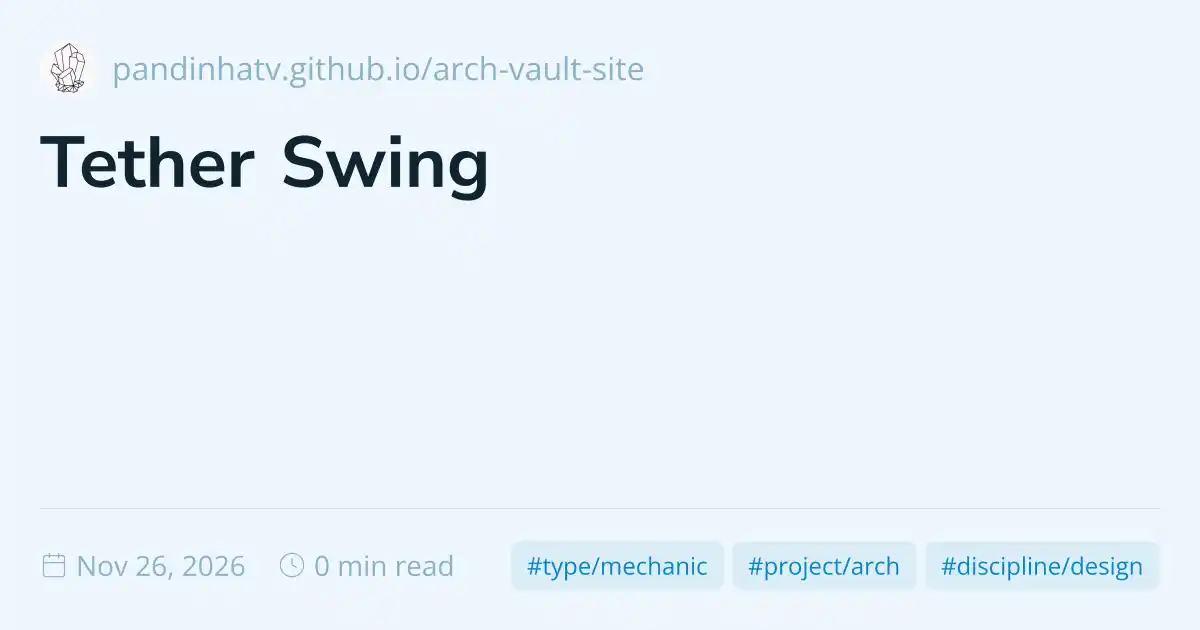 pandinhatv.github.io/arch-vault-site
Tether Swing
Nov 26, 2026 0 min read #type/mechanic #project/arch #discipline/design